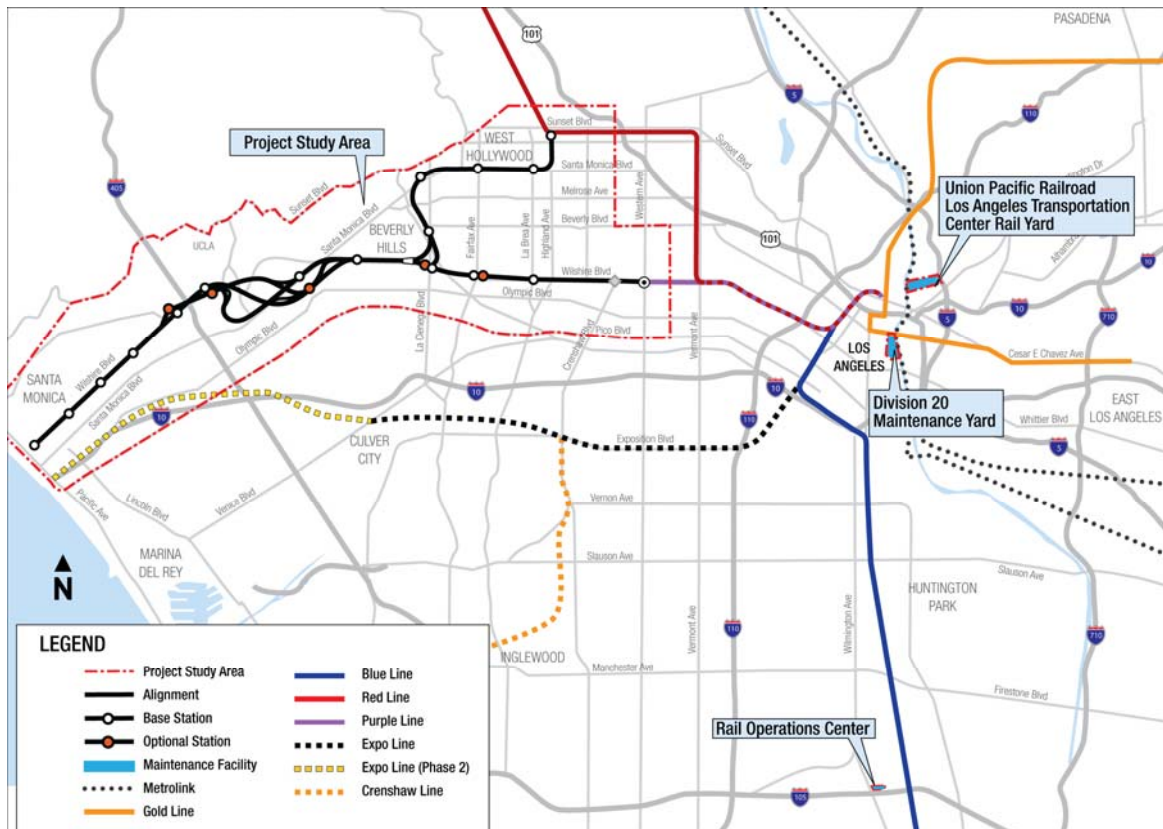 PASADENA
101
5
110
Sunset Blvd
WEST
HOLLYWOOD
Project Study Area
Santa Monica Blvd
Sunset Blvd
Western Ave
Union Pacific Railroad
Los Angeles Transportation
Center Rail Yard
405
Sunset Blvd
Melrose Ave
Santa Monica Blvd
Beverly Blvd
UCLA
BEVERLY
HILLS
Fairfax Ave
La Brea Ave
Highland Ave
101
10
Wilshire Blvd
Olympic Blvd
10
5
710
Pico Blvd
La Cienega Blvd
Crenshaw Blvd
Vermont Ave
Olympic Blvd
LOS
ANGELES
Cesar E Chavez Ave
Wilshire Blvd
SANTA
MONICA
Santa Monica Blvd
10
10
110
Division 20
Maintenance Yard
EAST
LOS ANGELES
Whittier Blvd
5
CULVER
CITY
Exposition Blvd
Pacific Ave
Lincoln Blvd
Venice Blvd
Vernon Ave
MARINA
DEL REY
N
Slauson Ave
Slauson Ave
HUNTINGTON
PARK
Vermont Ave
Wilmington Ave
110
710
INGLEWOOD
Manchester Ave
Firestone Blvd
Rail Operations Center
105
LEGEND
Project Study Area
Alignment
Base Station
Optional Station
Maintenance Facility
Metrolink
Gold Line
Blue Line
Red Line
Purple Line
Expo Line
Expo Line (Phase 2)
Crenshaw Line